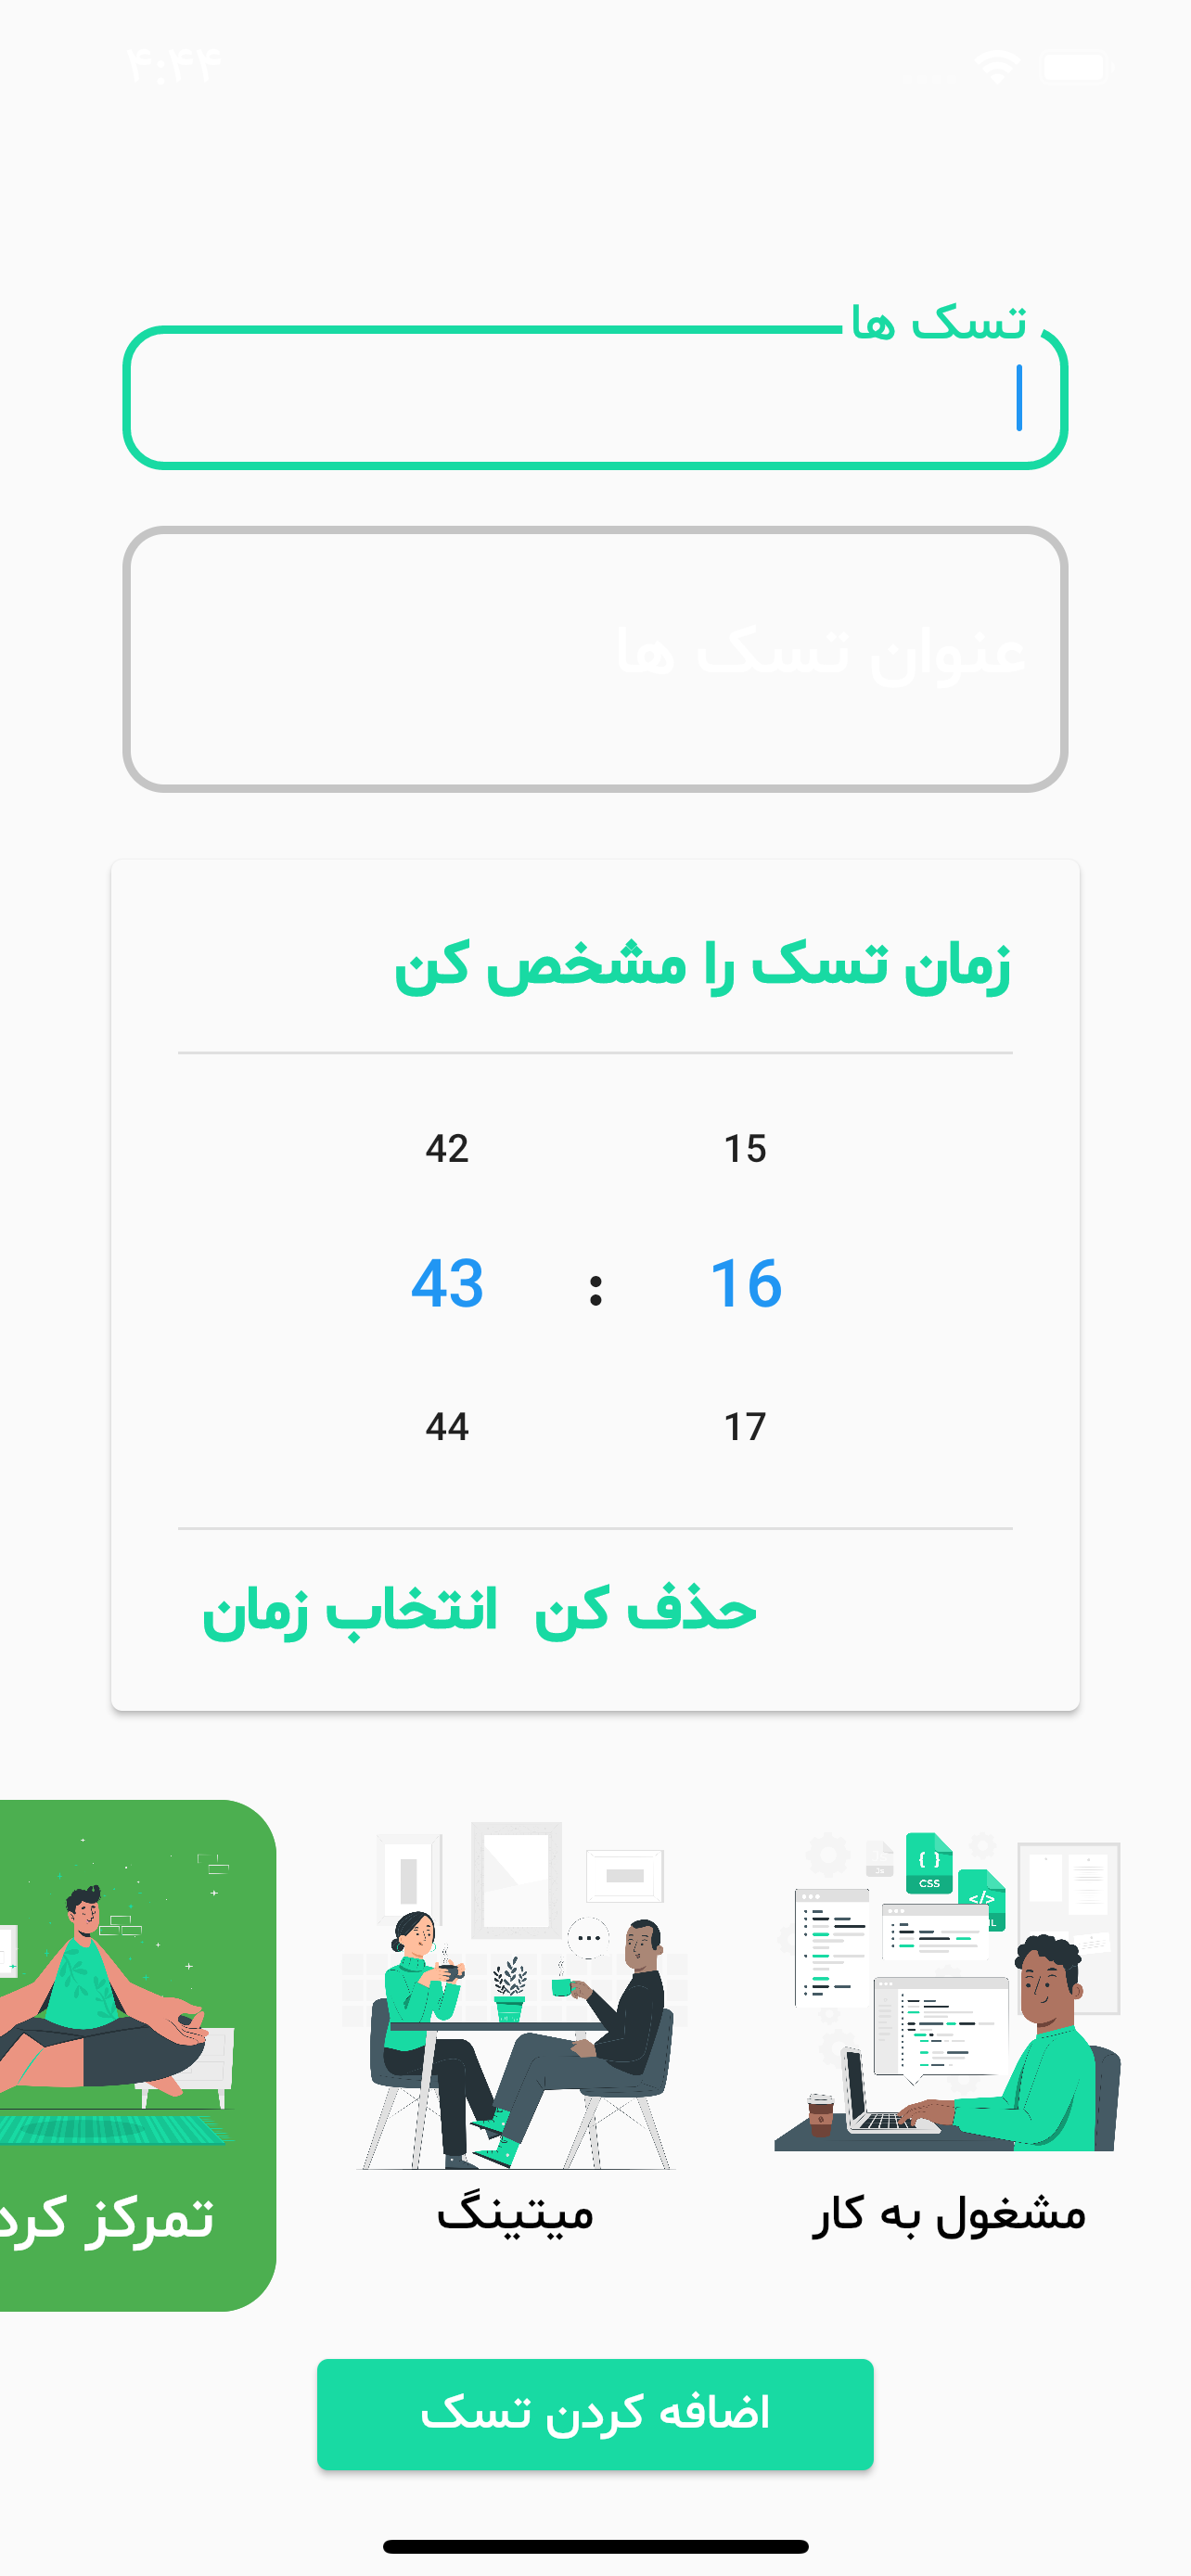 ۴:۴۴
تسک ها
عنوان تسک ها
زمان تسک را مشخص کن
42 15
43 : 16
44 17
حذف کن انتخاب زمان
{ }
CSS
</>
مشغول به کار
میتینگ
تمرکز کرد
اضافه کردن تسک